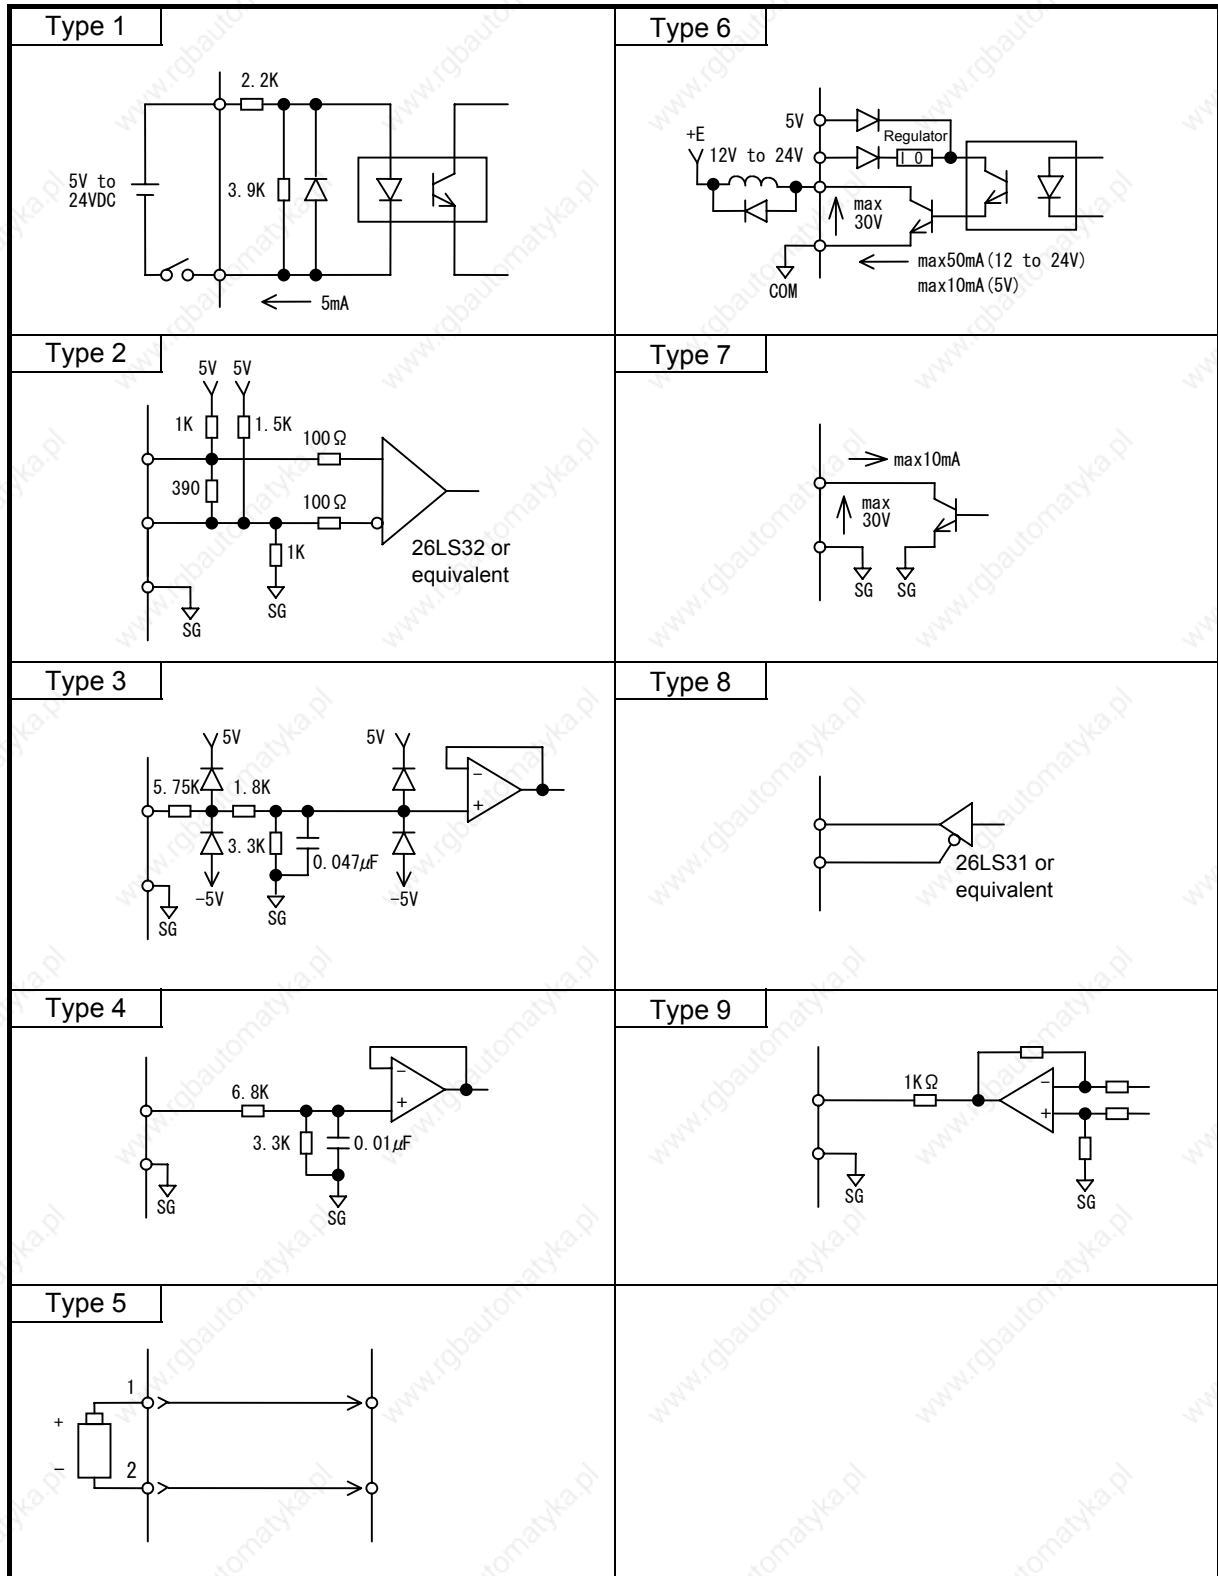 Type 1
2.2K
5V to
24VDC
3.9K
5mA
Type 6
5V
Regulator
+E
12V to 24V
I O
max
30V
max50mA(12 to 24V)
COM
max10mA(5V)
Type 2
5V 5V
1K
1.5K
100Ω
390
100Ω
1K
26LS32 or
equivalent
SG
SG
Type 7
max10mA
max
30V
SG SG
Type 3
5V
5V
5.75K
1.8K
−
+
3.3K
0.047μF
−5V
−5V
SG
SG
Type 8
26LS31 or
equivalent
Type 4
6.8K
−
+
3.3K
0.01μF
SG
SG
Type 9
1KΩ
−
+
SG
SG
Type 5
1
+
−
2
www.rgbautomatyka.pl